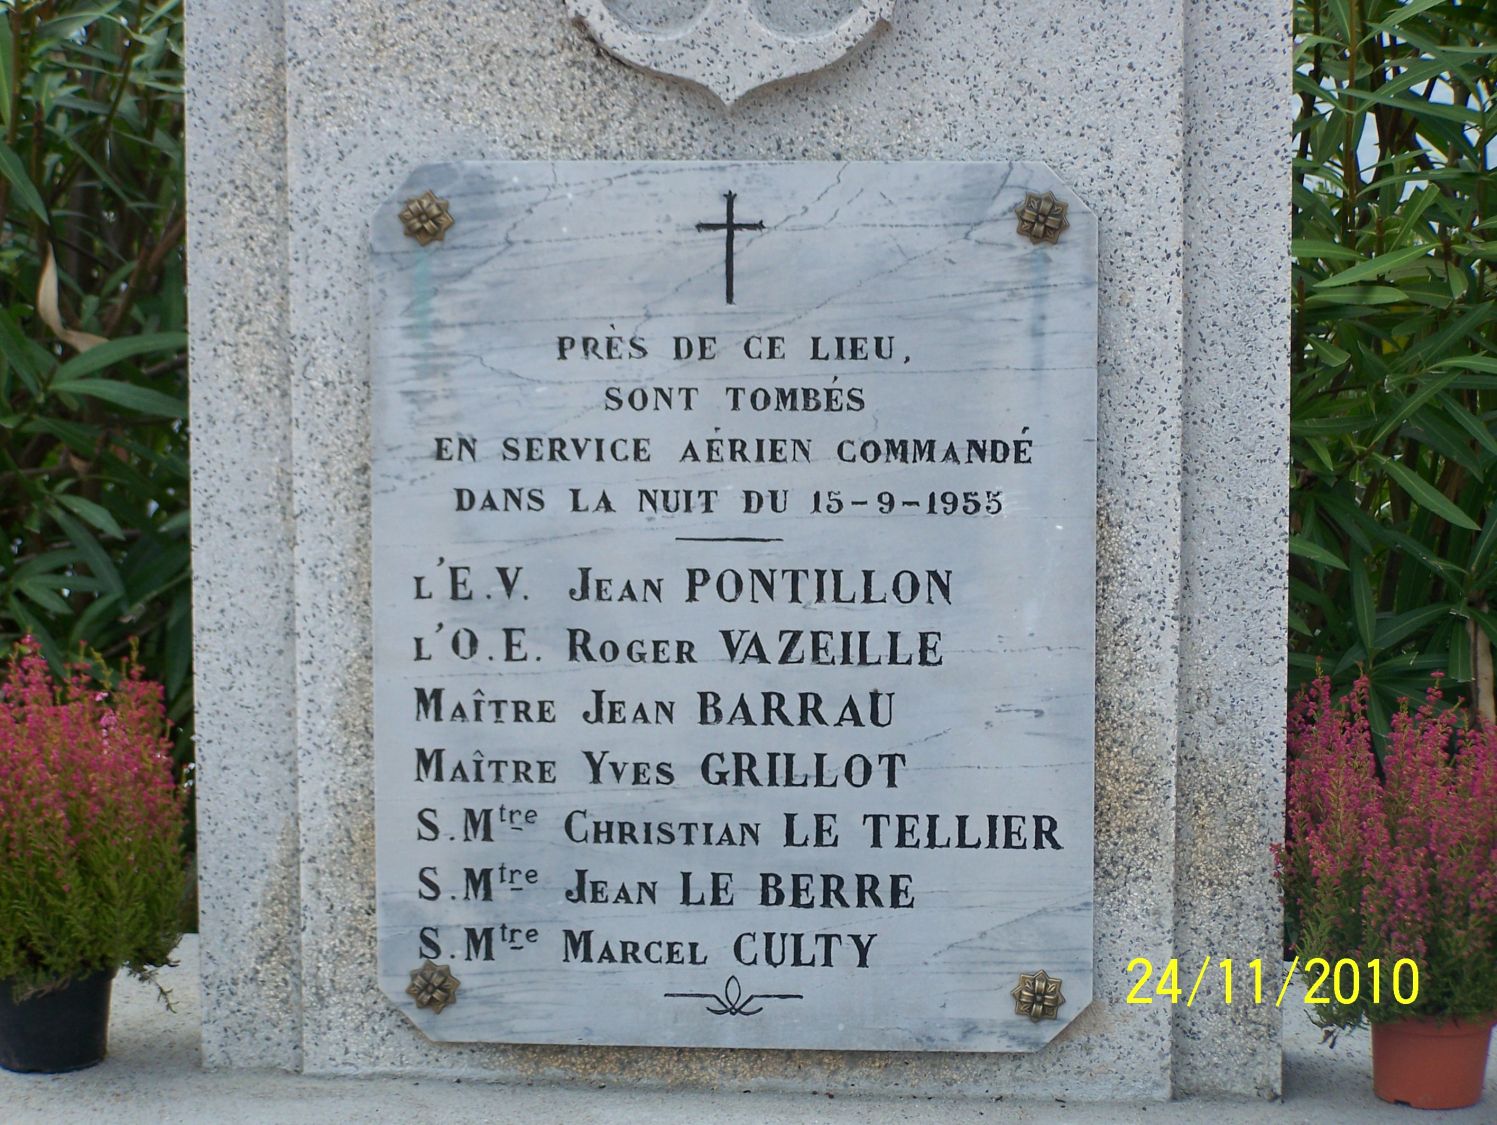 PRÈS DE CE LIEU,
SONT TOMBÉS
EN SERVICE AÉRIEN COMMANDÉ
DANS LA NUIT DU 15-9-1955
L'E.V. JEAN PONTILLON
L'O.E. ROGER VAZEILLE
MAÎTRE JEAN BARRAU
MAÎTRE YVES GRILLOT
S.Mtre CHRISTIAN LE TELLIER
S.Mtre JEAN LE BERRE
S.Mtre MARCEL CULTY
24/11/2010